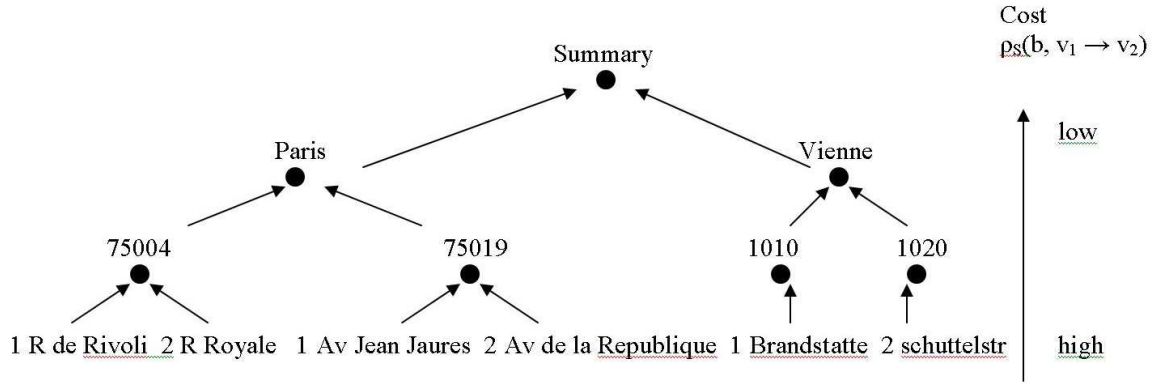 Cost
ρS(b, v1 → v2)
Summary
low
Paris
Vienne
75004
75019
1010
1020
1 R de Rivoli 2 R Royale 1 Av Jean Jaures 2 Av de la Republique 1 Brandstatte 2 schuttelstr
high